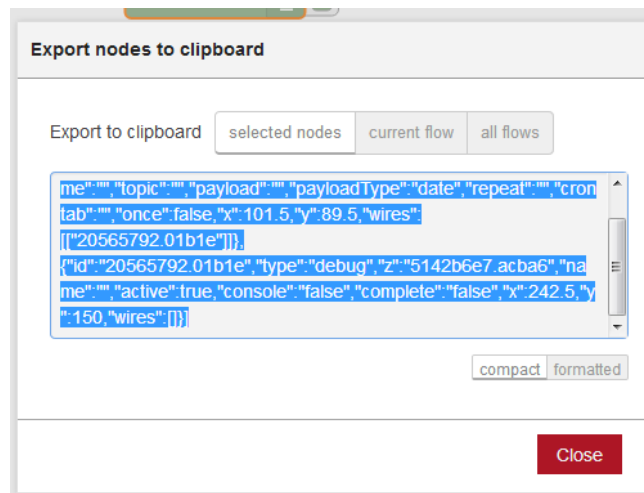 Export nodes to clipboard
Export to clipboard selected nodes current flow all flows
me":"","topic":"","payload":"","payloadType":"date","repeat":"","cron
tab":"","once":false,"x":101.5,"y":89.5,"wires":
[["20565792.01b1e"]]},
{"id":"20565792.01b1e","type":"debug","z":"5142b6e7.acba6","na
me":"","active":true,"console":"false","complete":"false","x":242.5,"y
":150,"wires":[]}]
compact formatted
Close